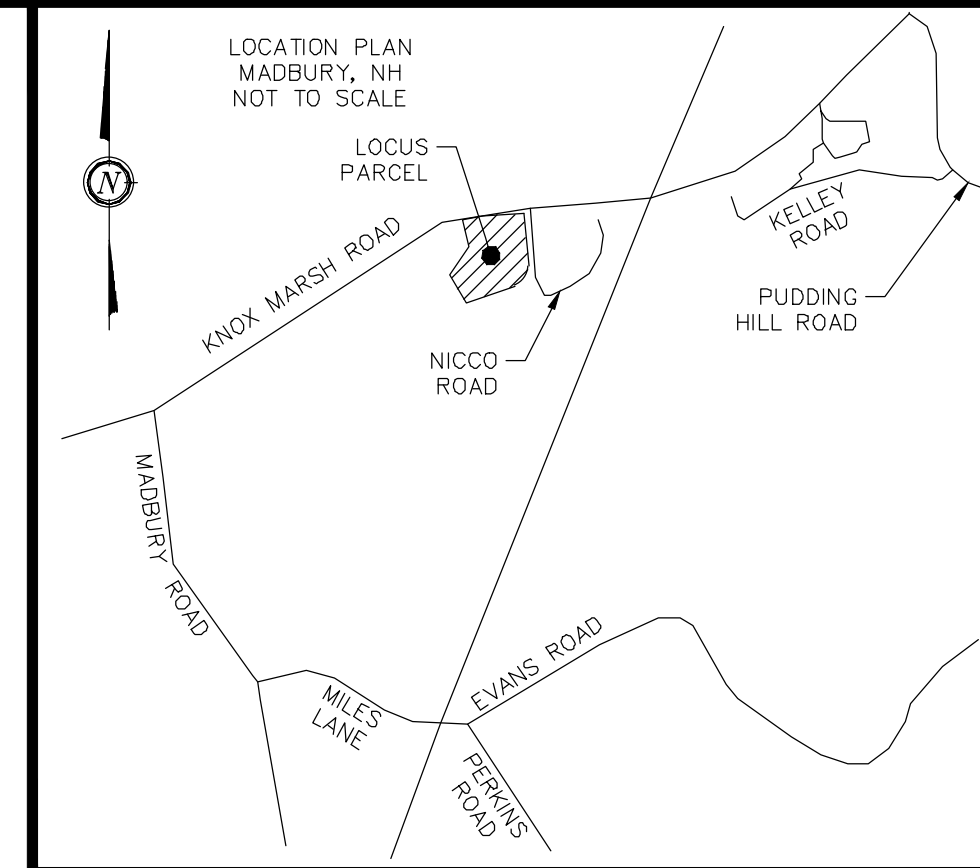 LOCATION PLAN
MADBURY, NH
NOT TO SCALE
LOCUS
PARCEL
N
KNOX MARSH ROAD
KELLEY
ROAD
PUDDING
HILL ROAD
NICCO
ROAD
MADBURY ROAD
EVANS ROAD
MILES
LANE
PERKINS
ROAD